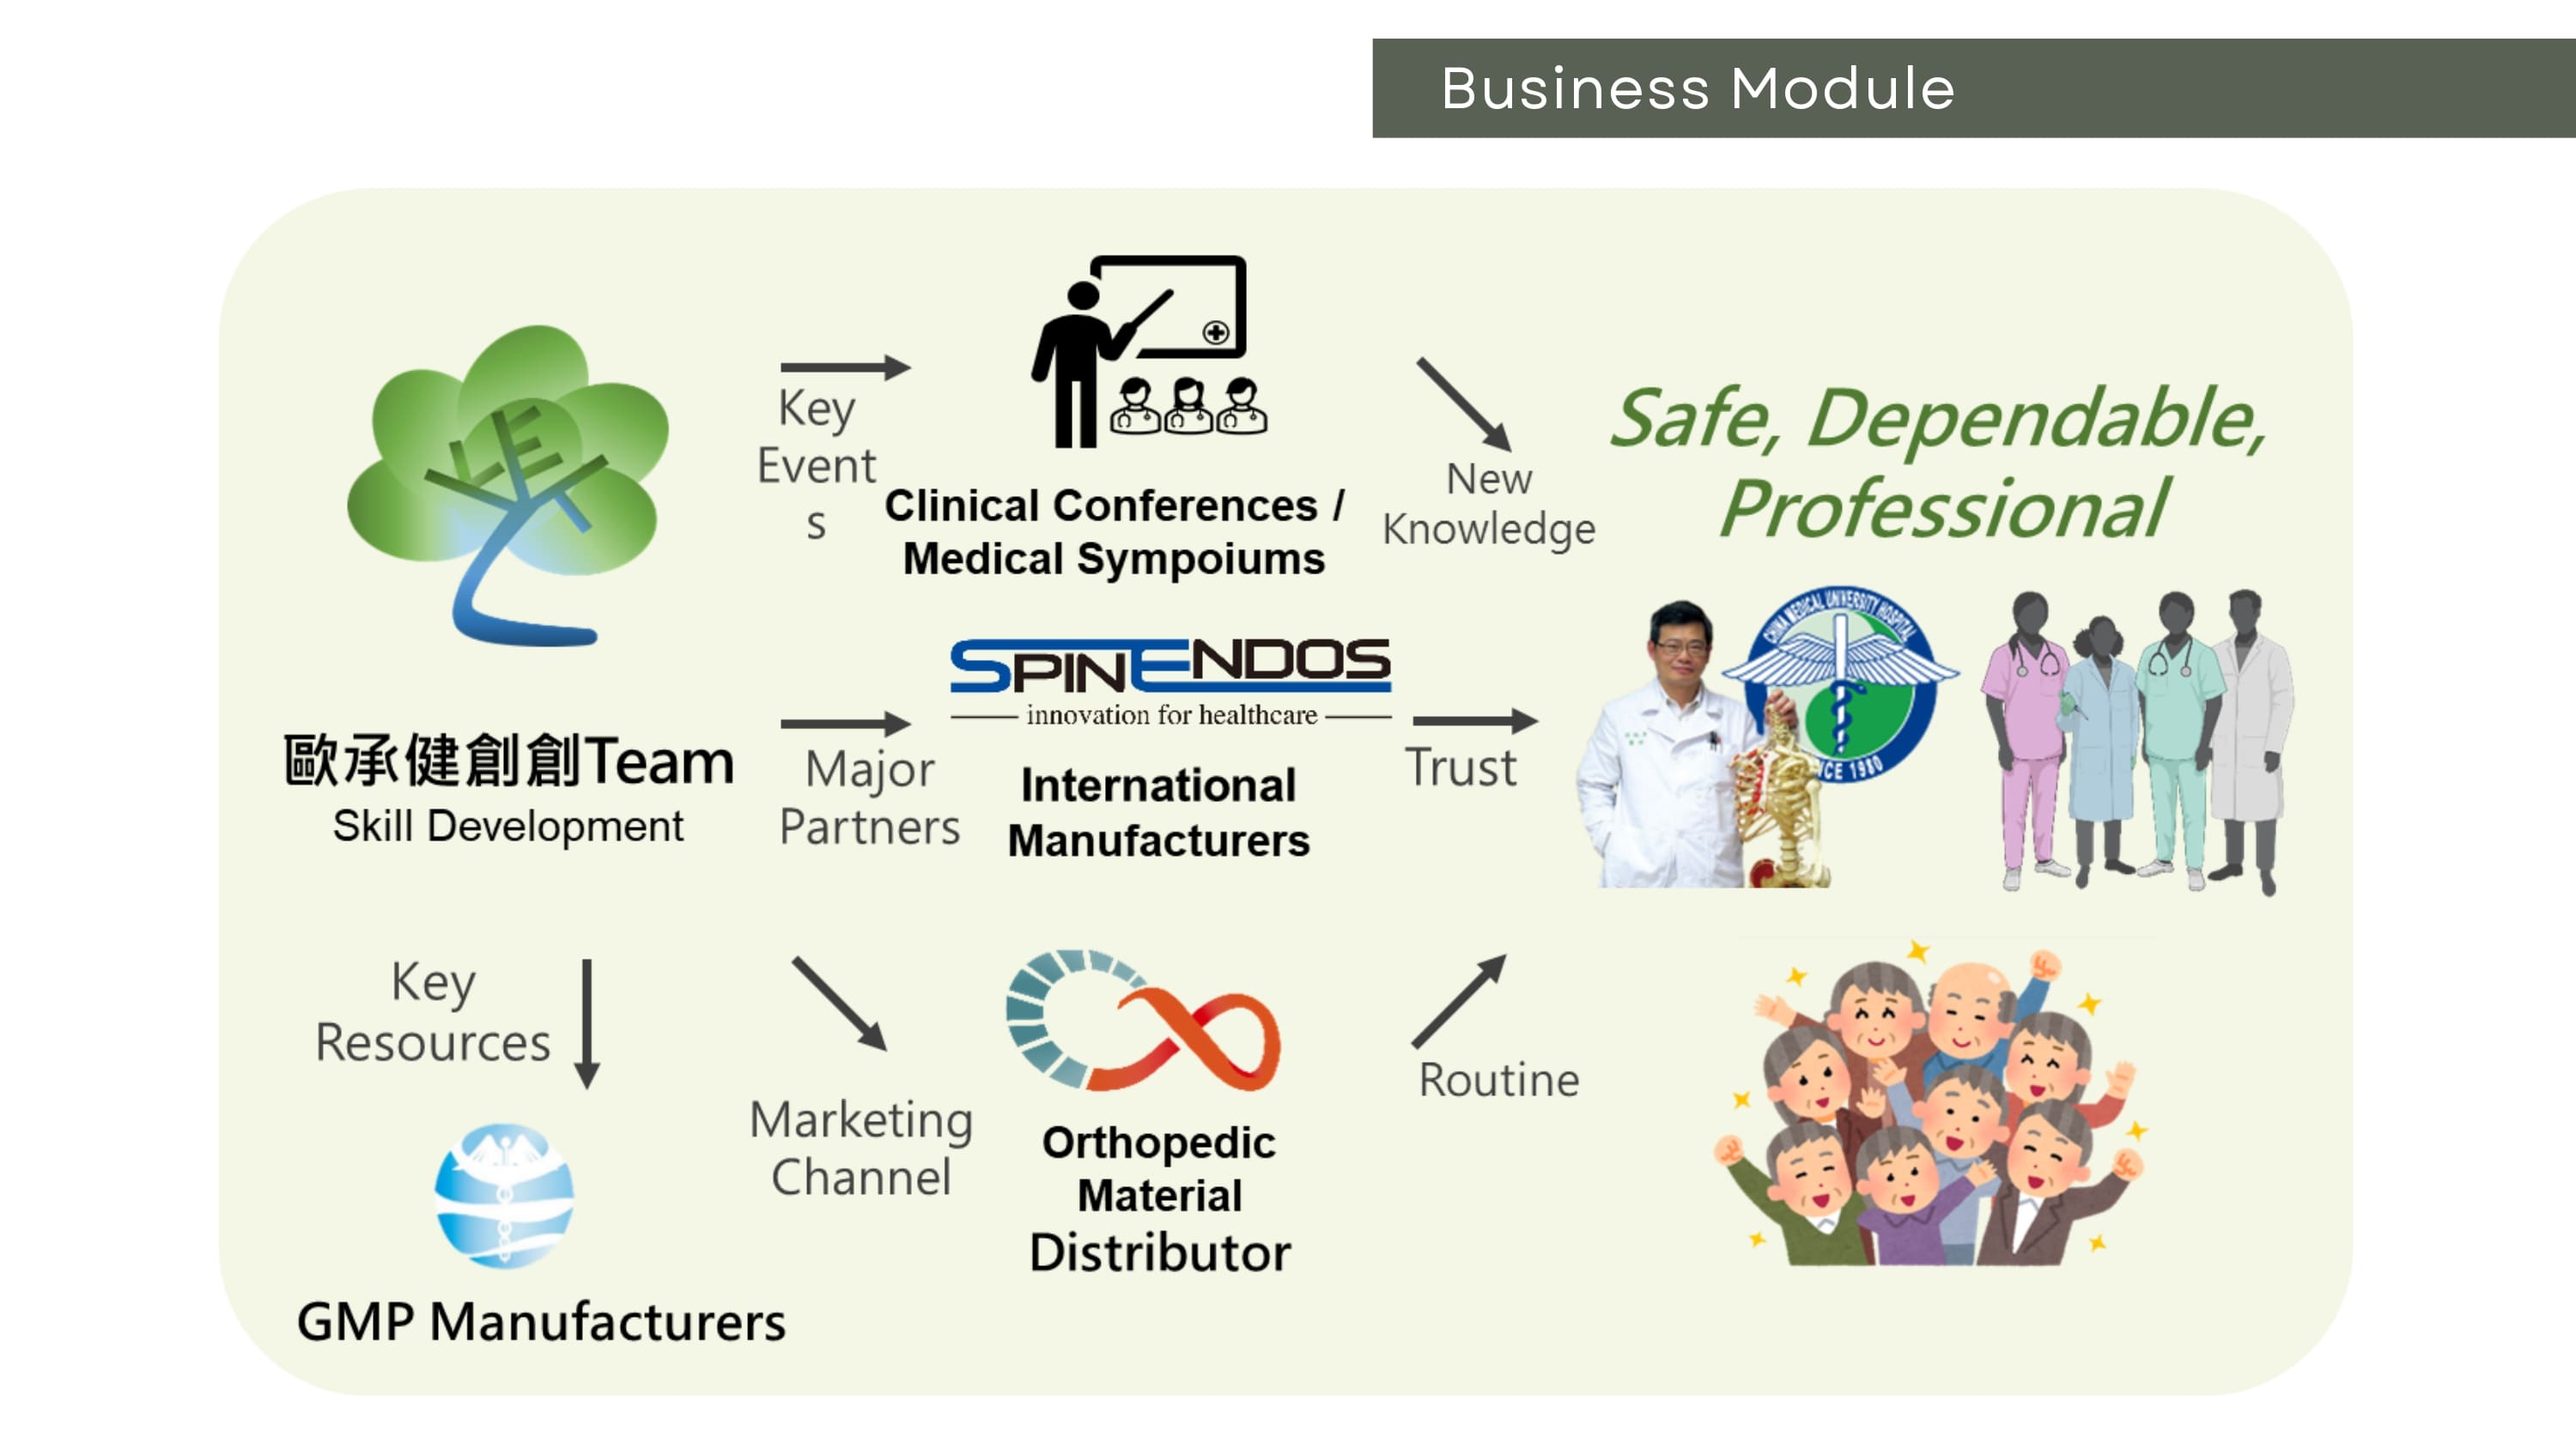 Business Module
Key
Event
s
Clinical Conferences /
Medical Sympoiums
New
Knowledge
Safe, Dependable,
Professional
LET
歐承健創創Team
Skill Development
Major
Partners
SPINENDOS
innovation for healthcare
International
Manufacturers
Trust
CHINA MEDICAL UNIVERSITY HOSPITAL
NCE 1980
Key
Resources
GMP Manufacturers
Marketing
Channel
Orthopedic
Material
Distributor
Routine